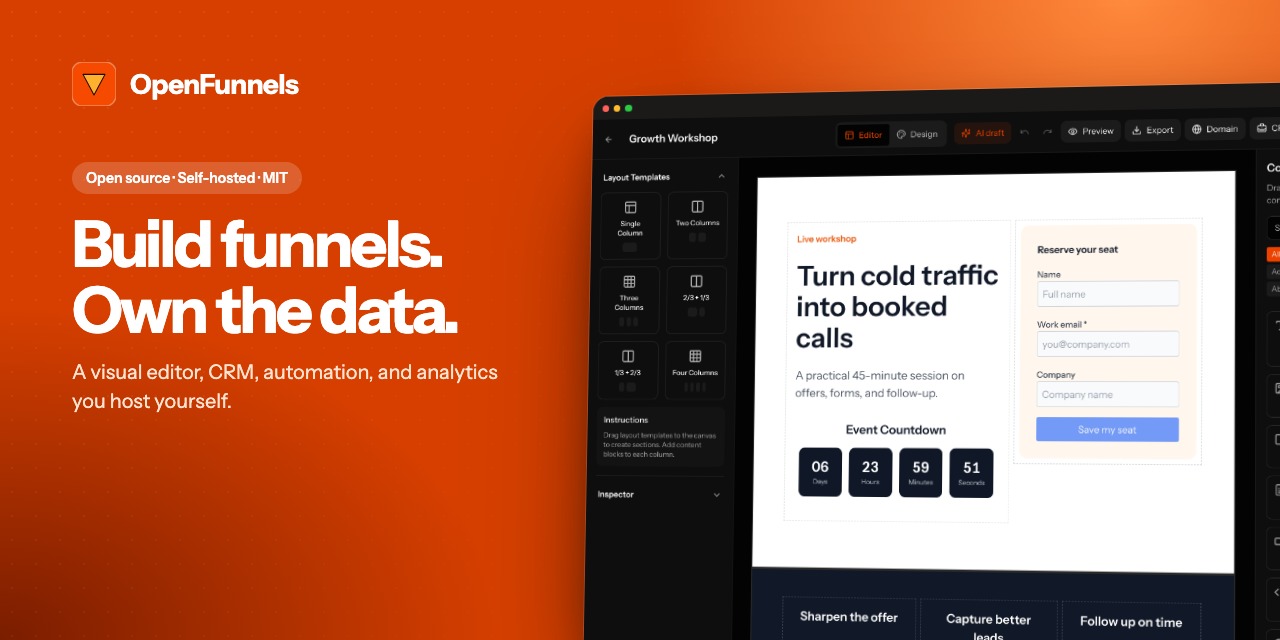 OpenFunnels
Open source · Self-hosted · MIT
Build funnels.
Own the data.
A visual editor, CRM, automation, and analytics
you host yourself.
Growth Workshop
Editor
Design
AI draft
Preview
Export
Domain
Layout Templates
Single
Column
Two Columns
Three
Columns
2/3 + 1/3
1/3 + 2/3
Four Columns
Instructions
Drag layout templates to the canvas
to create sections. Add content
blocks to each column.
Inspector
Live workshop
Turn cold traffic
into booked
calls
A practical 45-minute session on
offers, forms, and follow-up.
Event Countdown
06
Days
23
Hours
59
Minutes
51
Seconds
Reserve your seat
Name
Full name
Work email *
you@company.com
Company
Company name
Save my seat
Sharpen the offer
Capture better
leads
Follow up on time